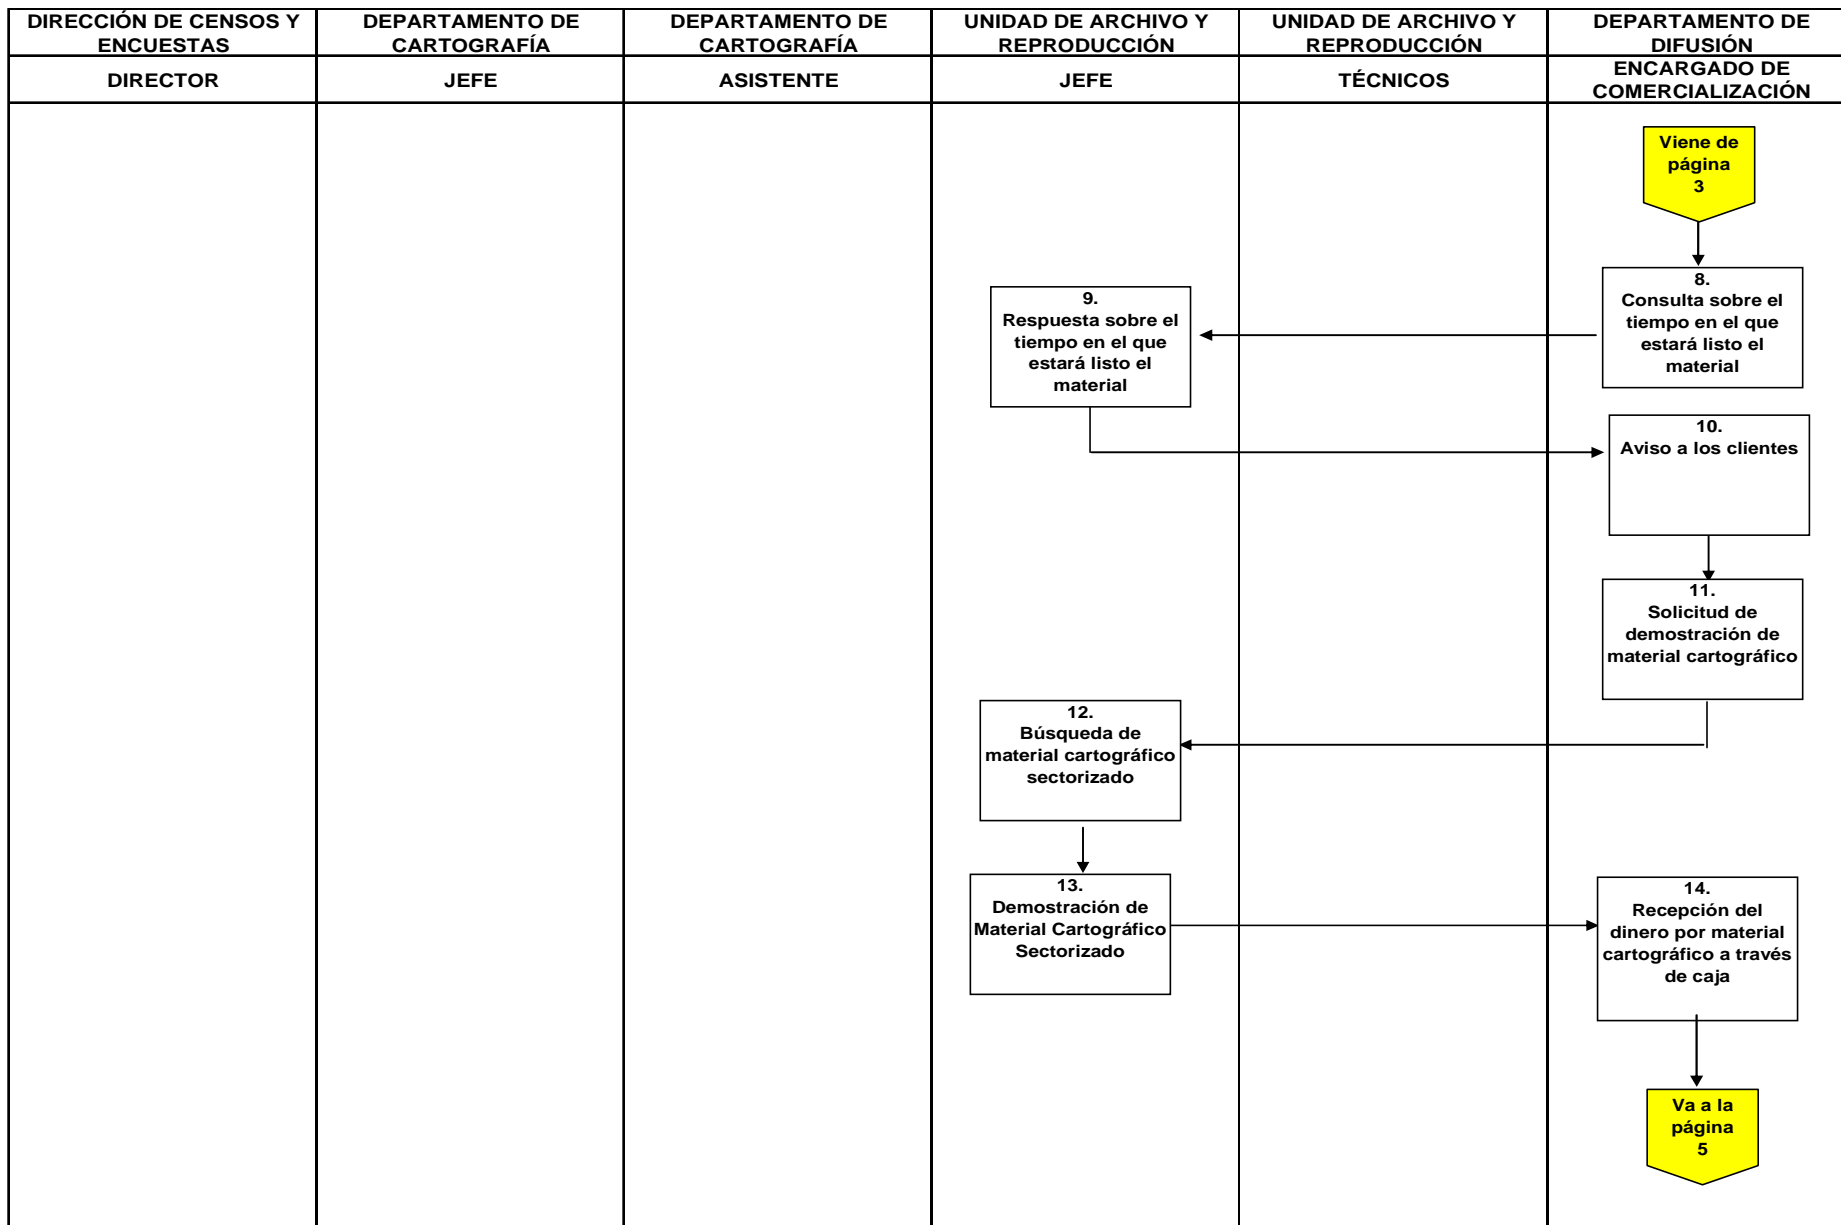 DIRECCIÓN DE CENSOS Y
ENCUESTAS
DEPARTAMENTO DE
CARTOGRAFÍA
DEPARTAMENTO DE
CARTOGRAFÍA
UNIDAD DE ARCHIVO Y
REPRODUCCIÓN
UNIDAD DE ARCHIVO Y
REPRODUCCIÓN
DEPARTAMENTO DE
DIFUSIÓN
DIRECTOR
JEFE
ASISTENTE
JEFE
TÉCNICOS
ENCARGADO DE
COMERCIALIZACIÓN
Viene de
página
3
8.
Consulta sobre el
tiempo en el que
estará listo el
material
9.
Respuesta sobre el
tiempo en el que
estará listo el
material
10.
Aviso a los clientes
11.
Solicitud de
demostración de
material cartográfico
12.
Búsqueda de
material cartográfico
sectorizado
13.
Demostración de
Material Cartográfico
Sectorizado
14.
Recepción del
dinero por material
cartográfico a través
de caja
Va a la
página
5